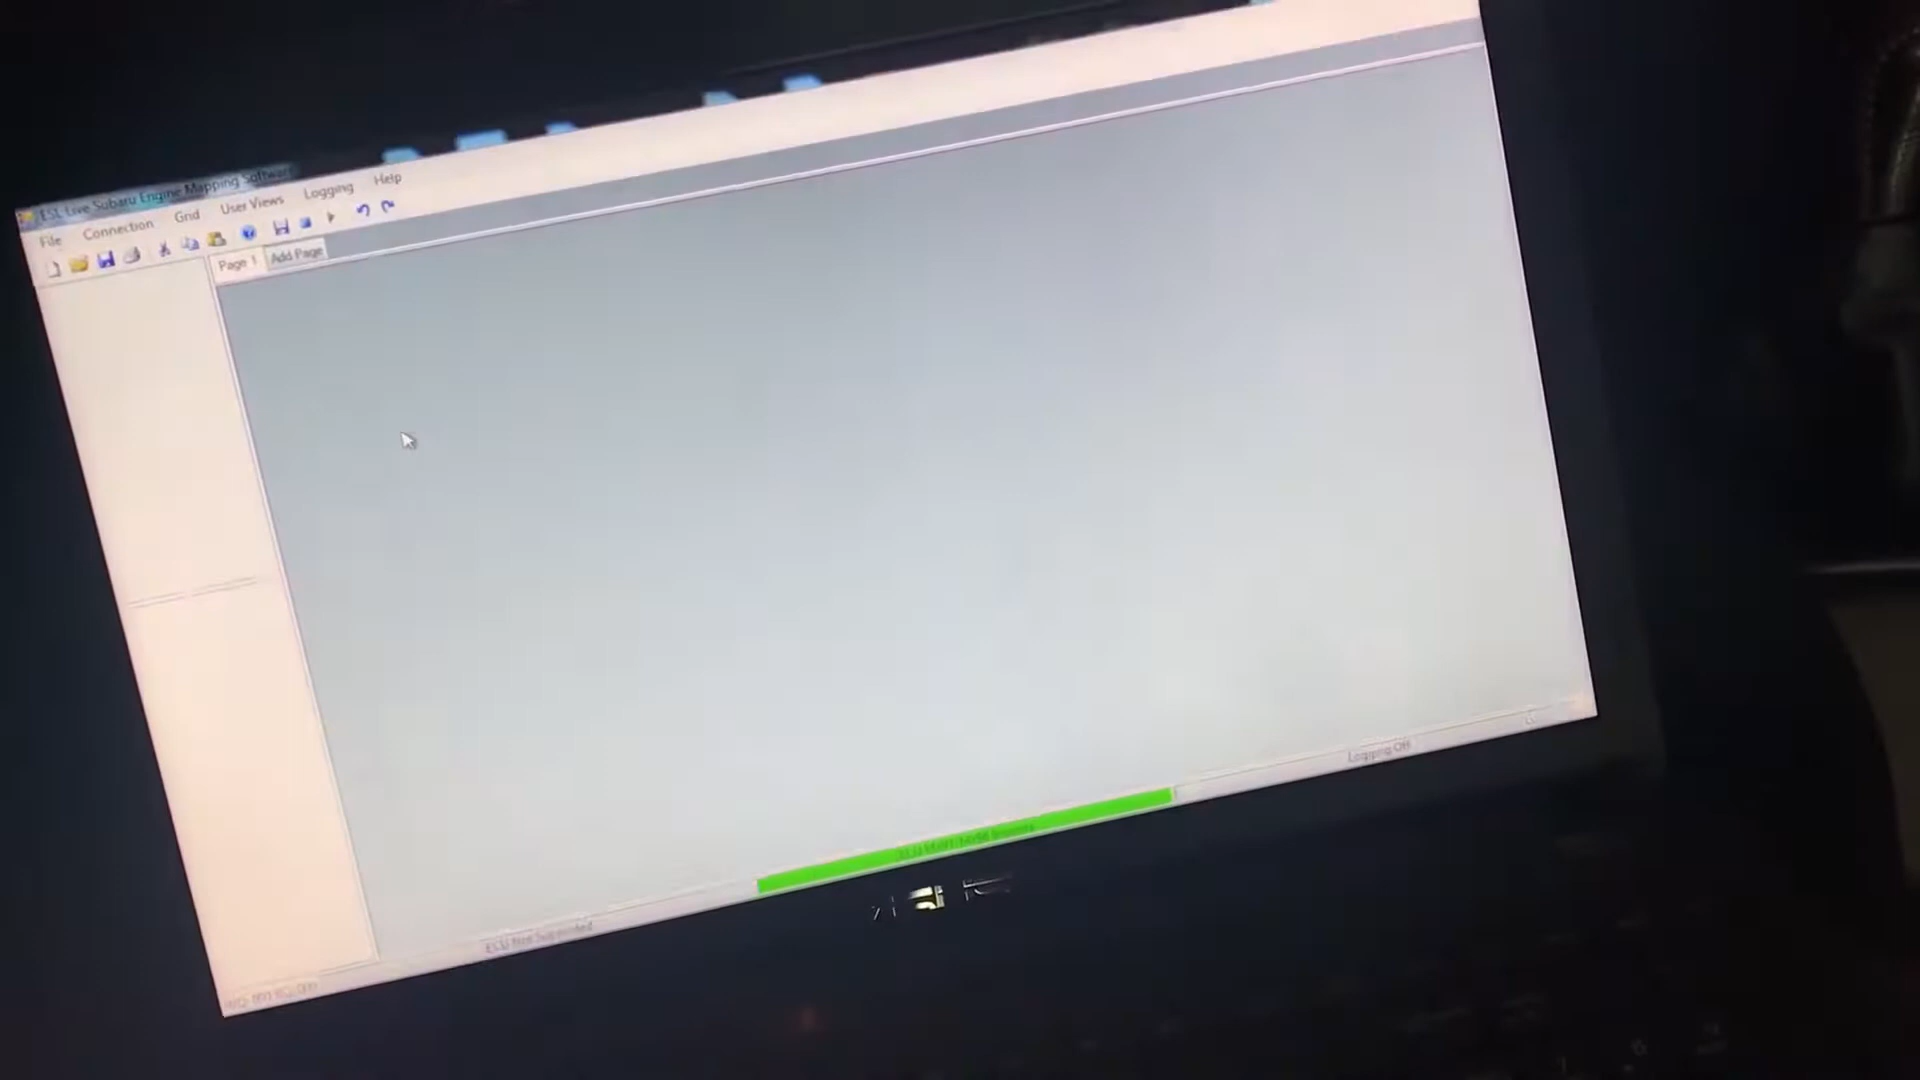 ESL Live Subaru Engine Mapping Software
File Connection Grid User Views Logging Help
Page 1 Add Page
Logging Off
ECU Not Supported